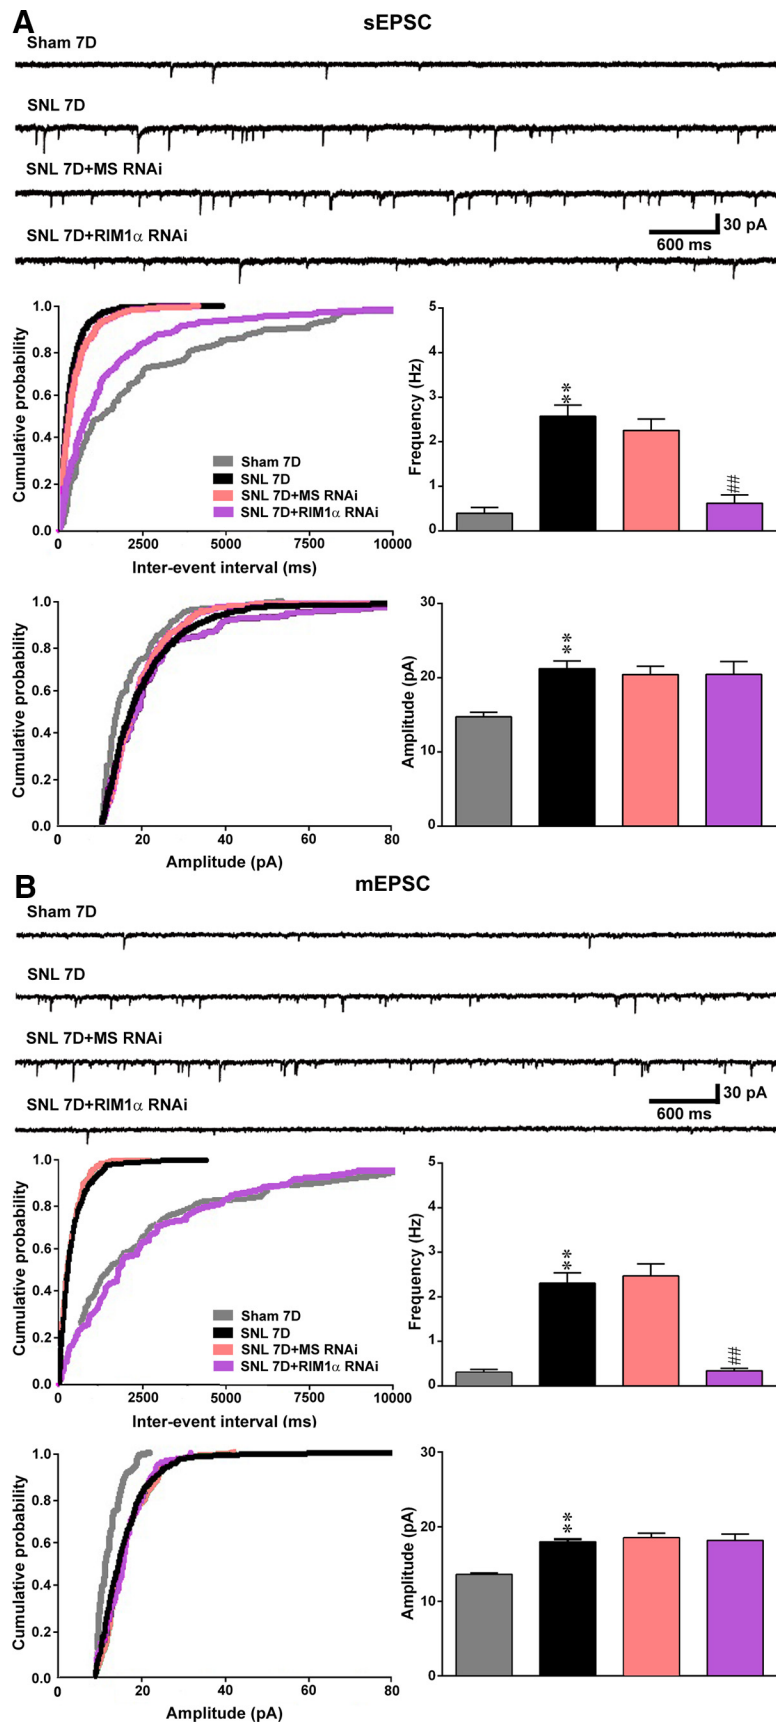 A
sEPSC
Sham 7D
SNL 7D
SNL 7D+MS RNAi
30 pA
600 ms
SNL 7D+RIM1α RNAi
Cumulative probability
1.0
0.8
0.6
0.4
0.2
0.0
Sham 7D
SNL 7D
SNL 7D+MS RNAi
SNL 7D+RIM1α RNAi
0 2500 5000 7500 10000
Inter-event interval (ms)
Frequency (Hz)
5
4
3
2
1
0
**
##
Cumulative probability
1.0
0.8
0.6
0.4
0.2
0.0
0 20 40 60 80
Amplitude (pA)
Amplitude (pA)
30
20
10
0
**
B
mEPSC
Sham 7D
SNL 7D
SNL 7D+MS RNAi
30 pA
600 ms
SNL 7D+RIM1α RNAi
Cumulative probability
1.0
0.8
0.6
0.4
0.2
0.0
Sham 7D
SNL 7D
SNL 7D+MS RNAi
SNL 7D+RIM1α RNAi
0 2500 5000 7500 10000
Inter-event interval (ms)
Frequency (Hz)
5
4
3
2
1
0
**
##
Cumulative probability
1.0
0.8
0.6
0.4
0.2
0.0
0 20 40 60 80
Amplitude (pA)
Amplitude (pA)
30
20
10
0
**